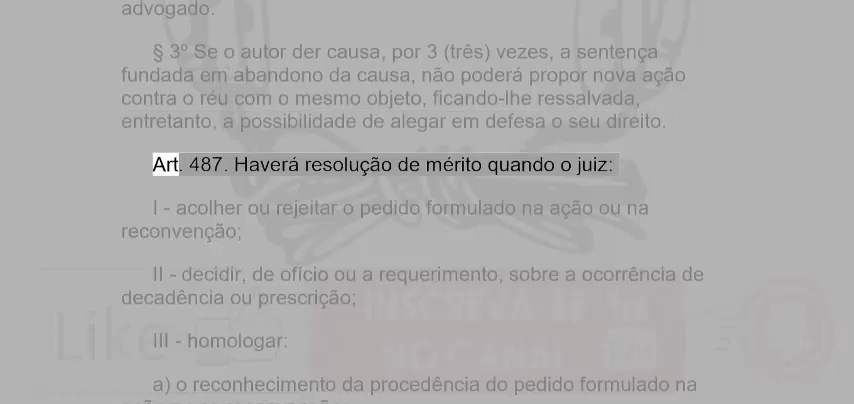 advogado.
§ 3º Se o autor der causa, por 3 (três) vezes, a sentença
fundada em abandono da causa, não poderá propor nova ação
contra o réu com o mesmo objeto, ficando-lhe ressalvada,
entretanto, a possibilidade de alegar em defesa o seu direito.
Art. 487. Haverá resolução de mérito quando o juiz:
I - acolher ou rejeitar o pedido formulado na ação ou na
reconvenção;
II - decidir, de ofício ou a requerimento, sobre a ocorrência de
decadência ou prescrição;
III - homologar:
Like
a) o reconhecimento da procedência do pedido formulado na